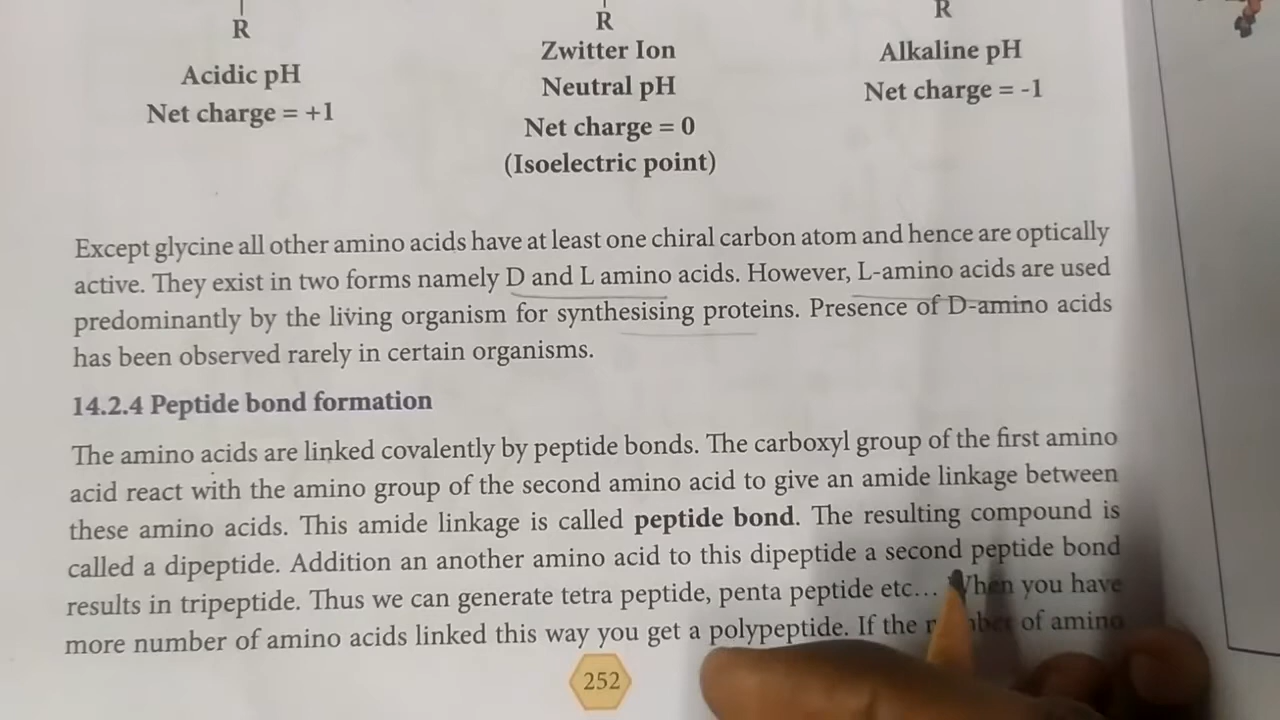 R
R
R
Acidic pH
Zwitter Ion
Alkaline pH
Net charge = +1
Neutral pH
Net charge = -1
Net charge = 0
(Isoelectric point)
Except glycine all other amino acids have at least one chiral carbon atom and hence are optically
active. They exist in two forms namely D and L amino acids. However, L-amino acids are used
predominantly by the living organism for synthesising proteins. Presence of D-amino acids
has been observed rarely in certain organisms.
14.2.4 Peptide bond formation
The amino acids are linked covalently by peptide bonds. The carboxyl group of the first amino
acid react with the amino group of the second amino acid to give an amide linkage between
these amino acids. This amide linkage is called peptide bond. The resulting compound is
called a dipeptide. Addition an another amino acid to this dipeptide a second peptide bond
results in tripeptide. Thus we can generate tetra peptide, penta peptide etc... When you have
more number of amino acids linked this way you get a polypeptide. If the of amino
252